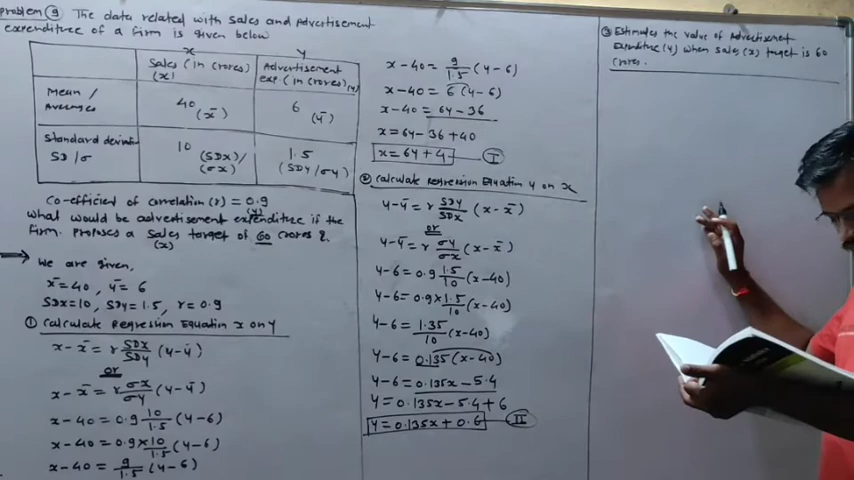 problem 9 The data related with sales and Advertisement
expenditure of a firm is given below
x y
Sales (in crores) (x) Advertisement exp. (in crores) (y)
Mean / Averages 40 (x̄) 6 (ȳ)
Standard deviation SD/σ 10 (SDx)/(σx) 1.5 (SDy/σy)
Co-efficient of correlation (r) = 0.9
What would be advertisement expenditure if the
(y)
firm proposes a sales target of 60 crores ?
(x)
We are given,
x̄=40, ȳ= 6
SDx=10, SDy=1.5, r=0.9
① Calculate Regression Equation x on y
x-x̄ = r SDx/SDy (y-ȳ)
or
x-x̄ = r σx/σy (y-ȳ)
x-40 = 0.9 10/1.5 (y-6)
x-40 = 0.9×10/1.5 (y-6)
x-40 = 9/1.5 (y-6)
x-40 = 9/1.5 (y-6)
x-40 = 6(y-6)
x-40 = 6y-36
x = 6y-36+40
x = 6y+4 I
② Calculate regression Equation y on x
y-ȳ = r SDy/SDx (x-x̄)
or
y-ȳ = r σy/σx (x-x̄)
y-6 = 0.9 1.5/10 (x-40)
y-6 = 0.9×1.5/10 (x-40)
y-6 = 1.35/10 (x-40)
y-6 = 0.135(x-40)
y-6 = 0.135x-5.4
y = 0.135x-5.4+6
y = 0.135x+0.6 II
③ Estimates the value of Advertisement
Expenditure (y) when sales (x) target is 60
crores.